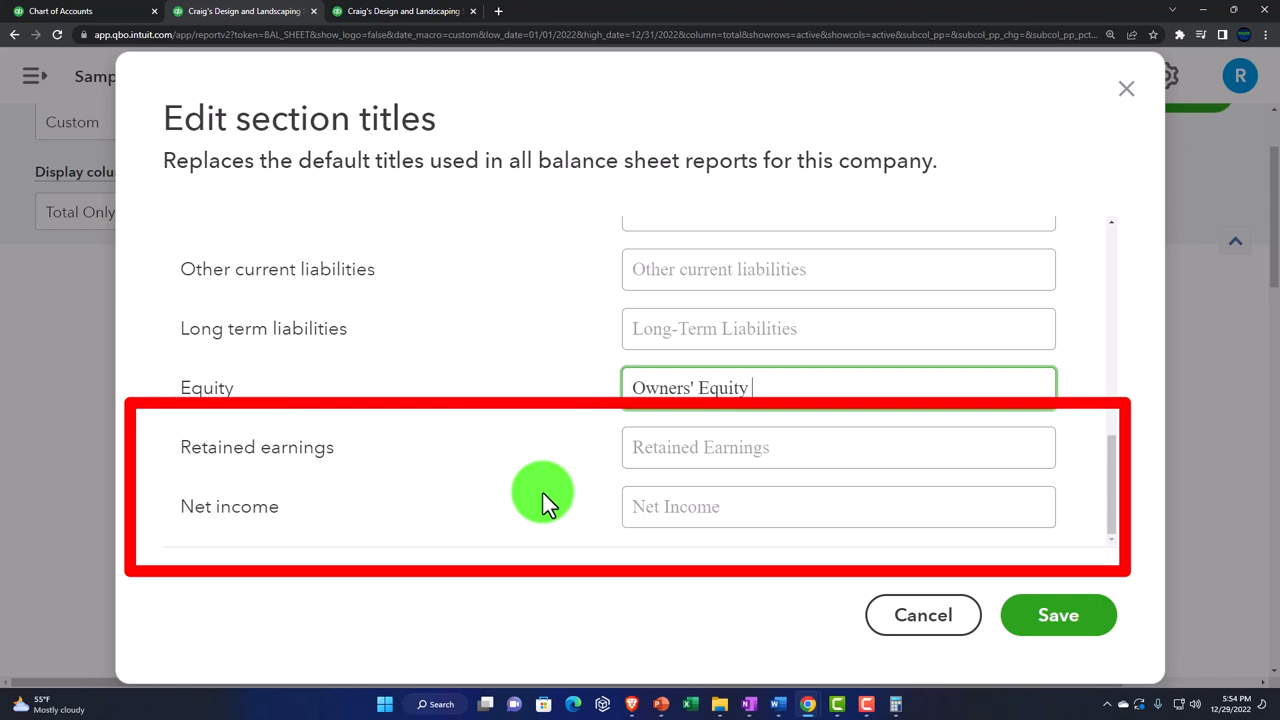 Chart of Accounts
Craig's Design and Landscaping S
Craig's Design and Landscaping S
app.qbo.intuit.com/app/reportv2?token=BAL_SHEET&show_logo=false&date_macro=custom&low_date=01/01/2022&high_date=12/31/2022&column=total&showrows=active&showcols=active&subcol_pp=&subcol_pp_chg=&subcol_pp_pct...
Samp
R
Custom
Display colu
Total Only
Edit section titles
Replaces the default titles used in all balance sheet reports for this company.
Other current liabilities
Other current liabilities
Long term liabilities
Long-Term Liabilities
Equity
Owners' Equity
Retained earnings
Retained Earnings
Net income
Net Income
Cancel
Save
55°F
Mostly cloudy
Search
5:54 PM
12/29/2022